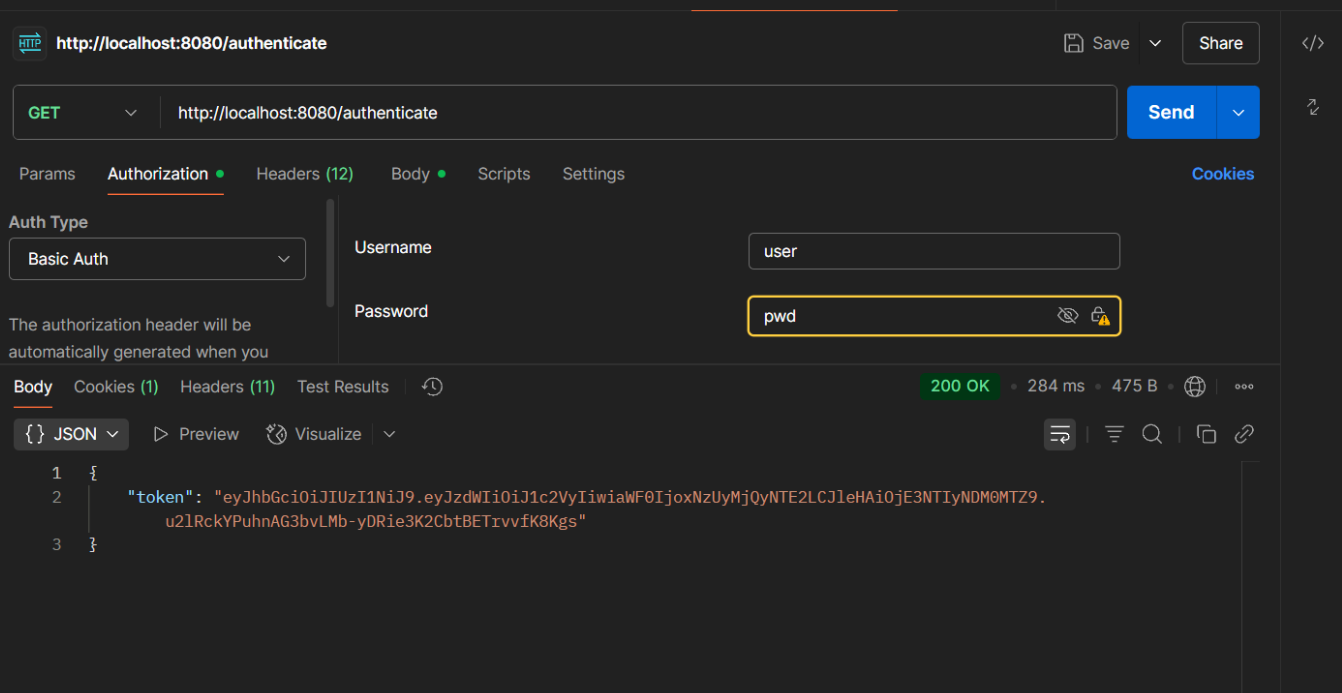 HTTP http://localhost:8080/authenticate Save Share
GET http://localhost:8080/authenticate Send
Params Authorization Headers (12) Body Scripts Settings Cookies
Auth Type
Basic Auth
The authorization header will be
automatically generated when you
Username user
Password pwd
Body Cookies (1) Headers (11) Test Results 200 OK 284 ms 475 B
{} JSON Preview Visualize
1 {
2 "token": "eyJhbGciOiJIUzI1NiJ9.eyJzdWIiOiJ1c2VyIiwiaWF0IjoxNzUyMjQyNTE2LCJleHAiOjE3NTIyNDM0MTZ9.
u2lRckYPuhnAG3bvLMb-yDRie3K2CbtBETrvvfK8Kgs"
3 }